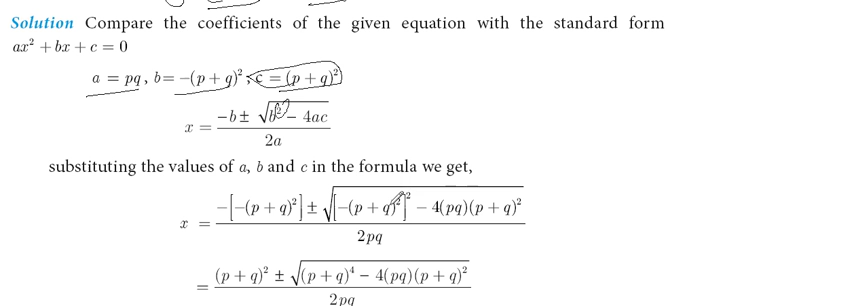 Solution Compare the coefficients of the given equation with the standard form
ax² + bx + c = 0
a = pq, b = −(p + q)², c = (p + q)²
x = (−b ± √(b² − 4ac)) / 2a
substituting the values of a, b and c in the formula we get,
x = (−[−(p + q)²] ± √([−(p + q)²]² − 4(pq)(p + q)²)) / 2pq
= ((p + q)² ± √((p + q)⁴ − 4(pq)(p + q)²)) / 2pq